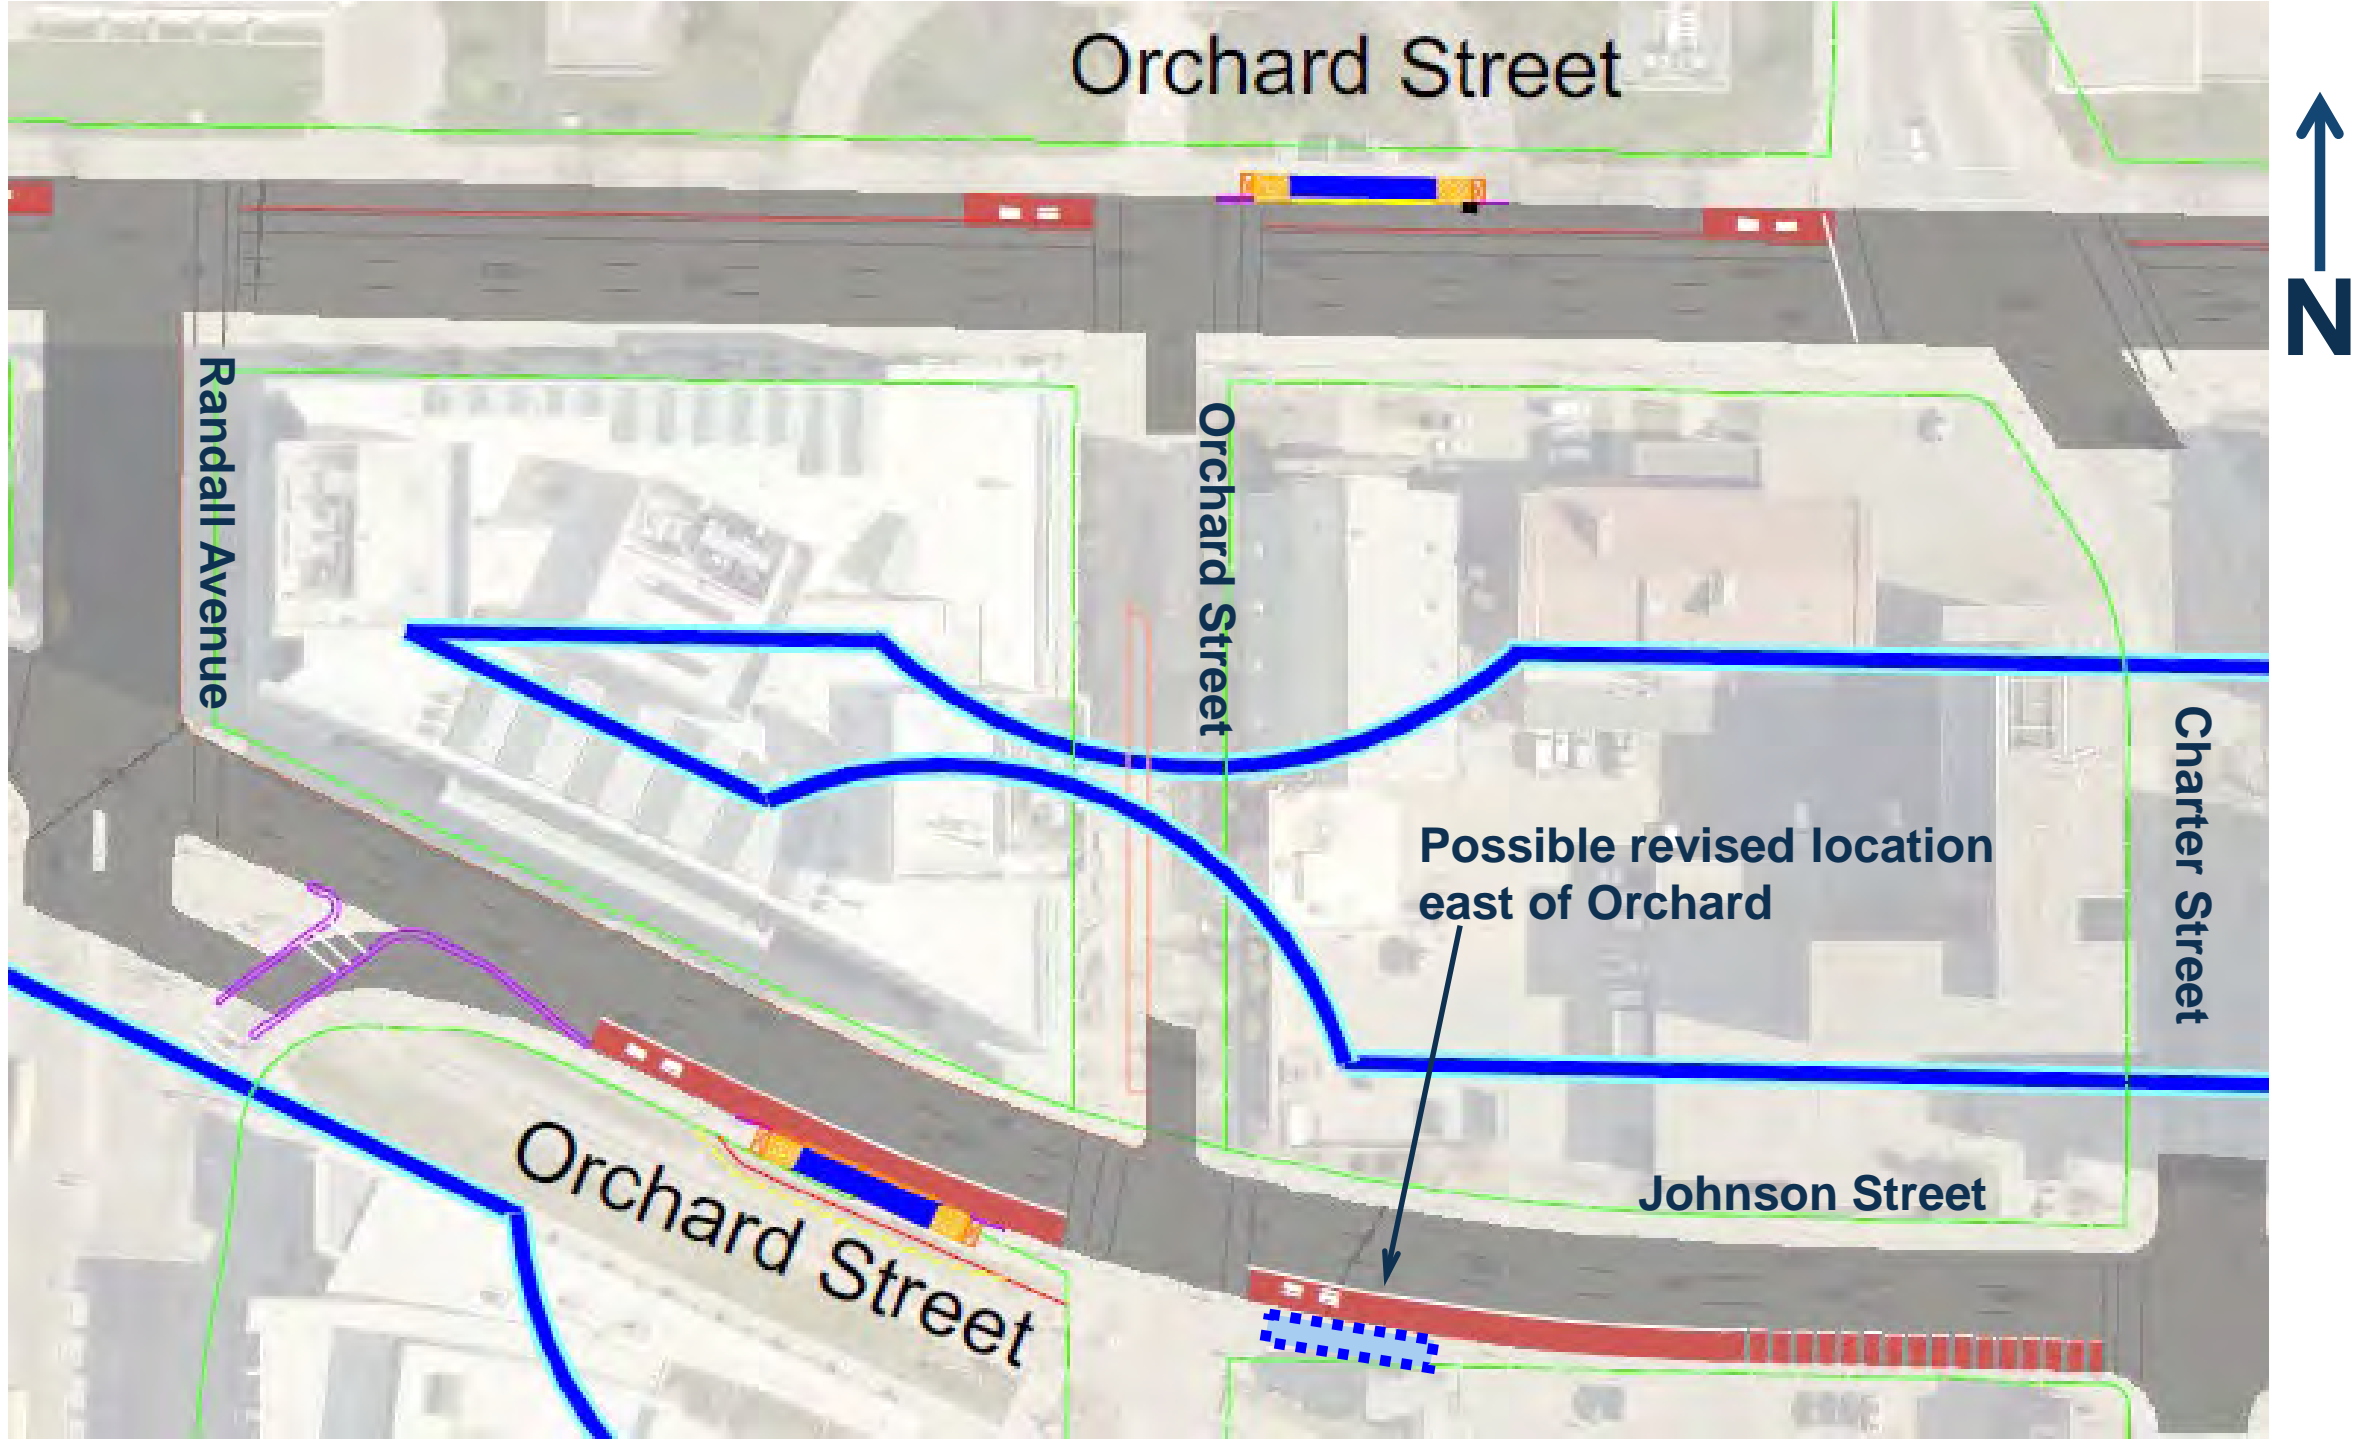 Orchard Street
N
Randall Avenue
Orchard Street
Charter Street
Possible revised location
east of Orchard
Orchard Street
Johnson Street